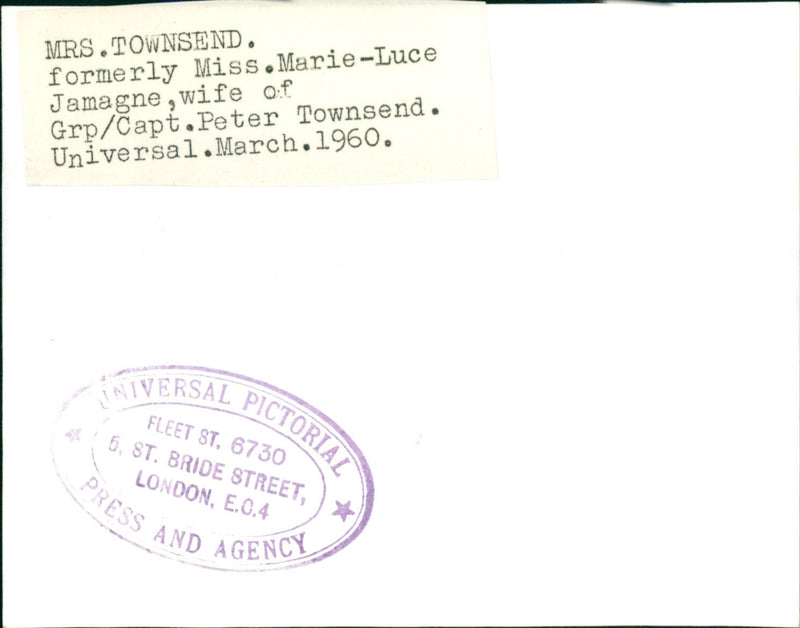 MRS.TOWNSEND.
formerly Miss.Marie-Luce
Jamagne,wife of
Grp/Capt.Peter Townsend.
Universal.March.1960.
UNIVERSAL PICTORIAL
FLEET ST. 6730
5, ST. BRIDE STREET,
LONDON, E.C.4
PRESS AND AGENCY